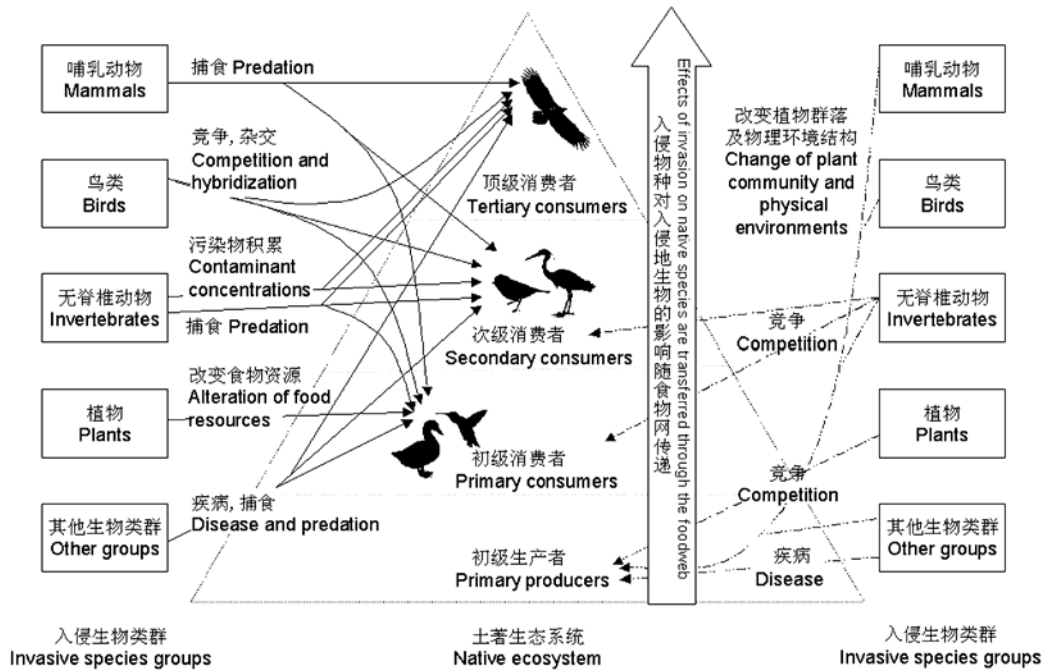 哺乳动物
Mammals
鸟类
Birds
无脊椎动物
Invertebrates
植物
Plants
其他生物类群
Other groups
入侵生物类群
Invasive species groups
捕食 Predation
竞争, 杂交
Competition and
hybridization
污染物积累
Contaminant
concentrations
捕食 Predation
改变食物资源
Alteration of food
resources
疾病, 捕食
Disease and predation
顶级消费者
Tertiary consumers
次级消费者
Secondary consumers
初级消费者
Primary consumers
初级生产者
Primary producers
土著生态系统
Native ecosystem
入侵物种对入侵地生物的影响随食物网传递
Effects of invasion on native species are transferred through the foodweb
改变植物群落
及物理环境结构
Change of plant
community and
physical
environments
竞争
Competition
竞争
Competition
疾病
Disease
哺乳动物
Mammals
鸟类
Birds
无脊椎动物
Invertebrates
植物
Plants
其他生物类群
Other groups
入侵生物类群
Invasive species groups